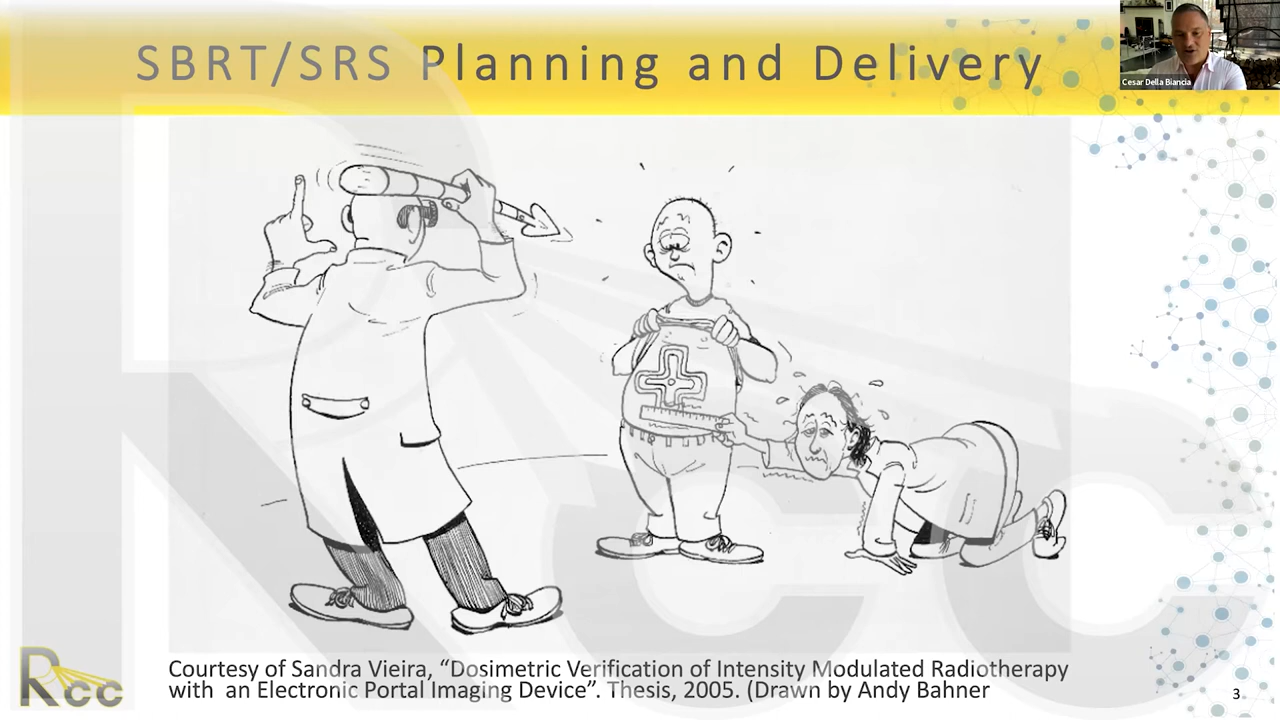 SBRT/SRS Planning and Delivery
Cesar Della Biancia
Courtesy of Sandra Vieira, “Dosimetric Verification of Intensity Modulated Radiotherapy
with an Electronic Portal Imaging Device”. Thesis, 2005. (Drawn by Andy Bahner
Rcc
3